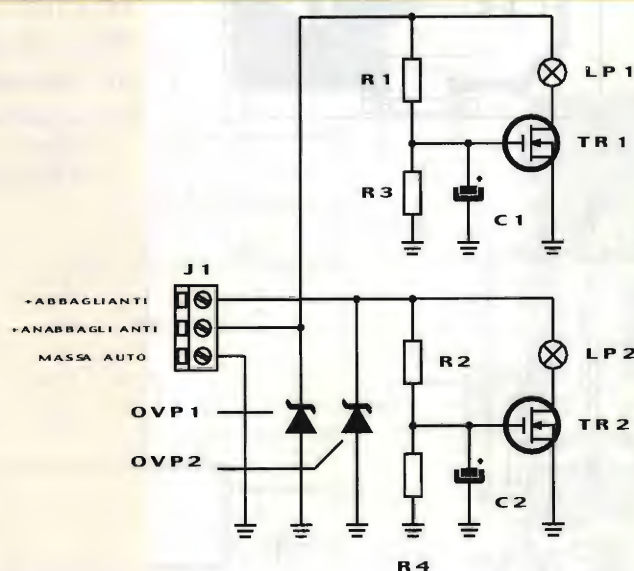 R1
LP1
TR1
R3
C1
J1
+ABBAGLIANTI
+ANABBAGLIANTI
MASSA AUTO
R2
LP2
OVP1
TR2
OVP2
C2
R4